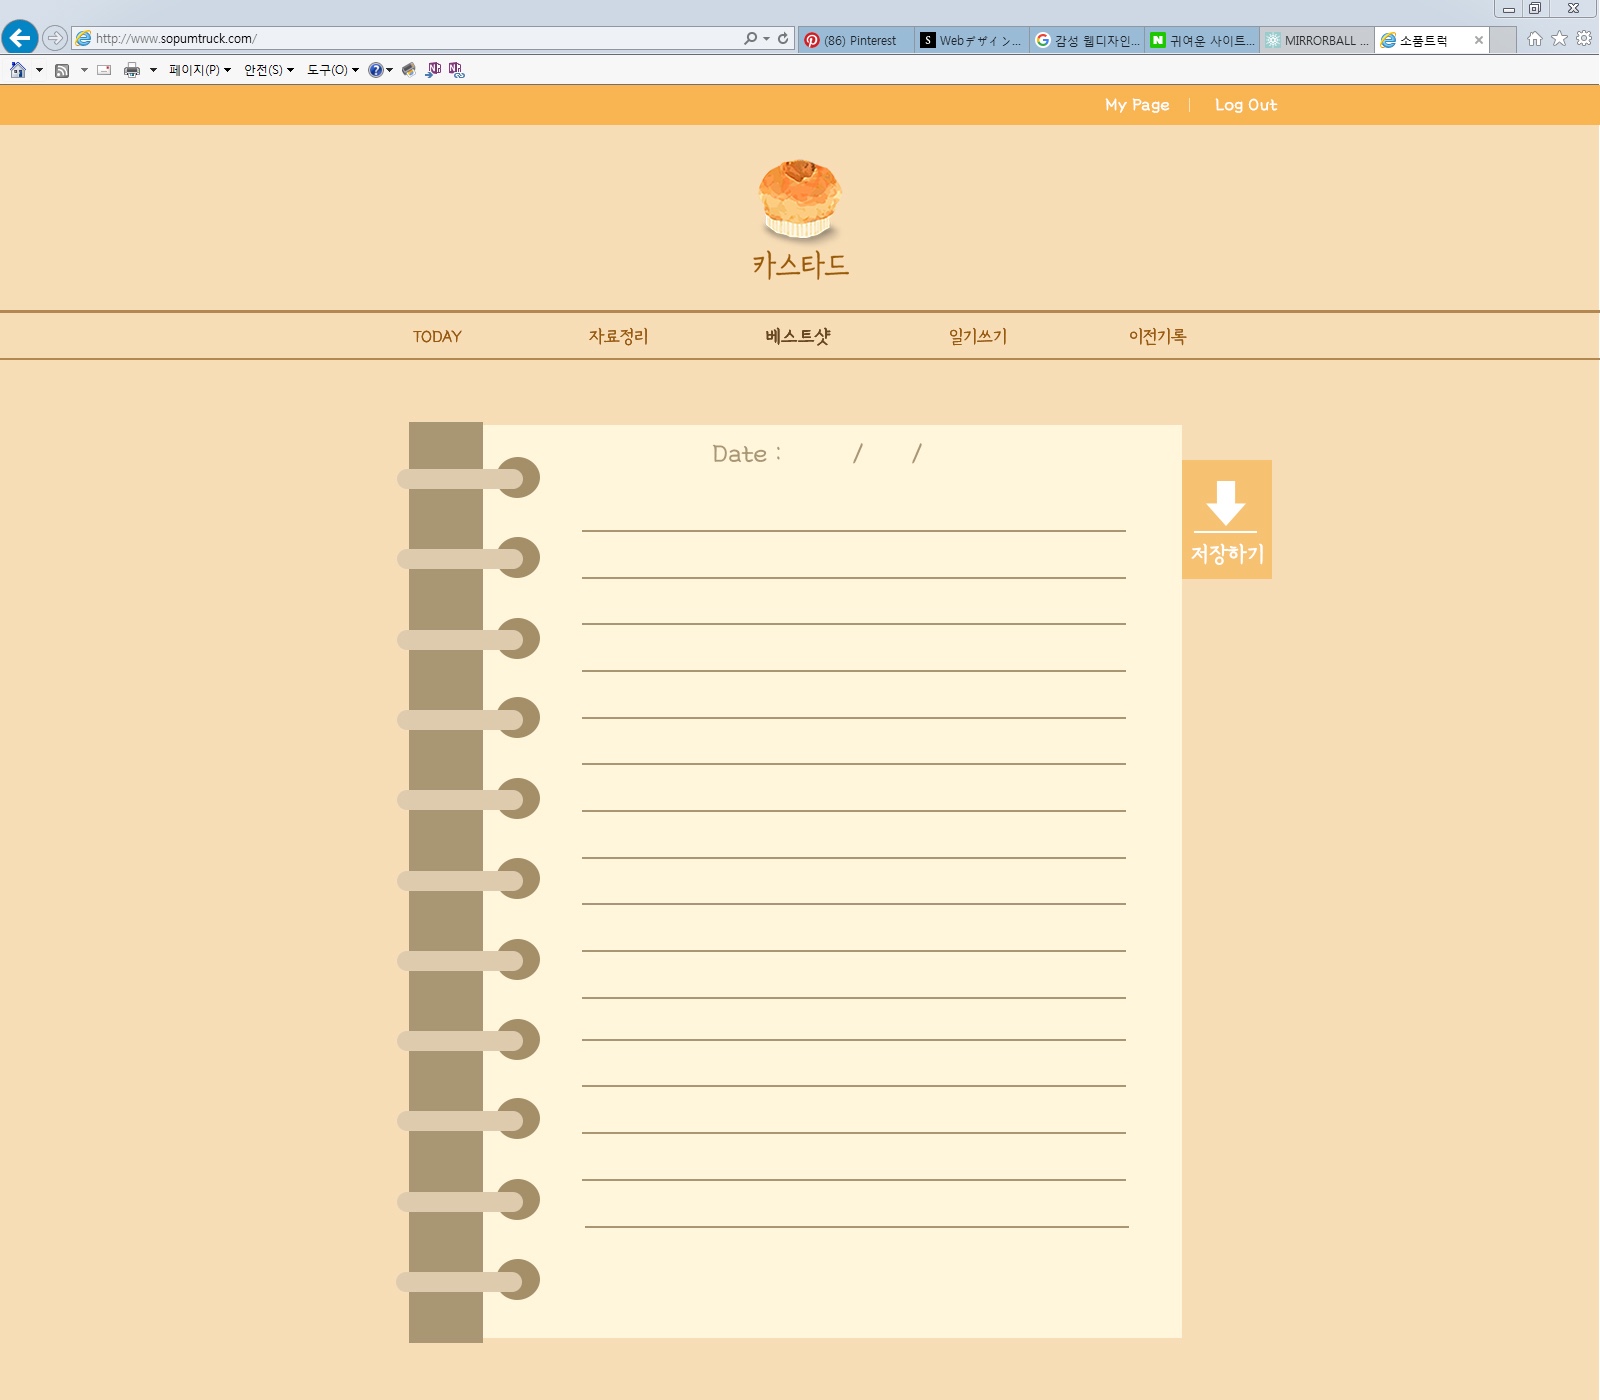 http://www.sopumtruck.com/
(86) Pinterest
Webデザイン...
감성 웹디자인...
귀여운 사이트...
MIRRORBALL ...
소품트럭
페이지(P)
안전(S)
도구(O)
My Page | Log Out
카스타드
TODAY
자료정리
베스트샷
일기쓰기
이전기록
Date : / /
저장하기